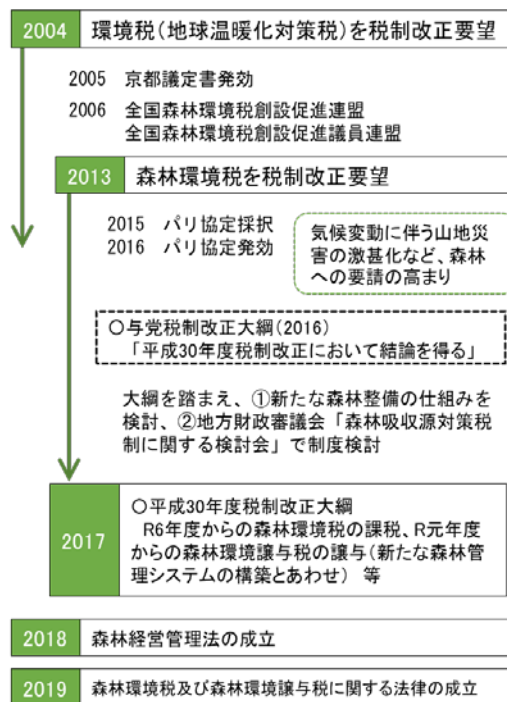 2004 環境税(地球温暖化対策税)を税制改正要望
2005 京都議定書発効
2006 全国森林環境税創設促進連盟
全国森林環境税創設促進議員連盟
2013 森林環境税を税制改正要望
2015 パリ協定採択
2016 パリ協定発効
気候変動に伴う山地災
害の激基化など、森林
への要請の高まり
○与党税制改正大綱(2016)
「平成30年度税制改正において結論を得る」
大綱を踏まえ、①新たな森林整備の仕組みを
検討、②地方財政審議会「森林吸収源対策税
制に関する検討会」で制度検討
2017
○平成30年度税制改正大綱
R6年度からの森林環境税の課税、R元年度
からの森林環境譲与税の譲与(新たな森林管
理システムの構築とあわせ) 等
2018 森林経営管理法の成立
2019 森林環境税及び森林環境譲与税に関する法律の成立